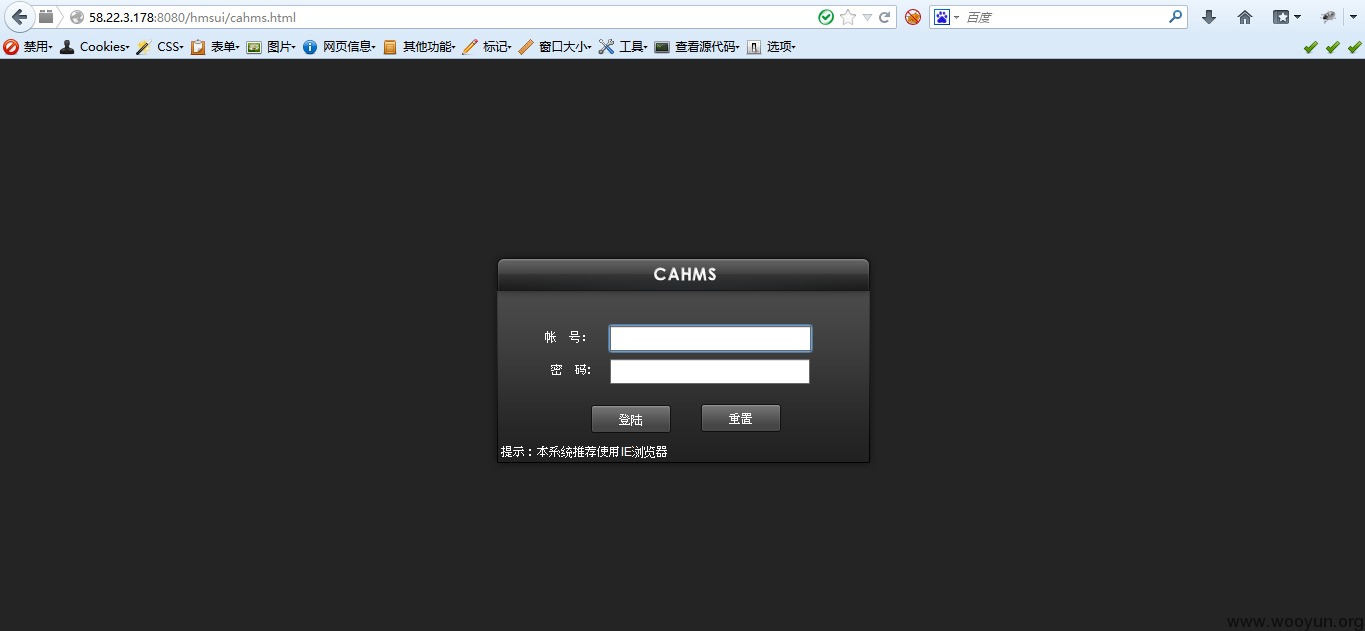 58.22.3.178:8080/hmsui/cahms.html
百度
禁用 Cookies CSS 表单 图片 网页信息 其他功能 标记 窗口大小 工具 查看源代码 选项
CAHMS
帐 号:
密 码:
登陆 重置
提示：本系统推荐使用IE浏览器
www.wooyun.org